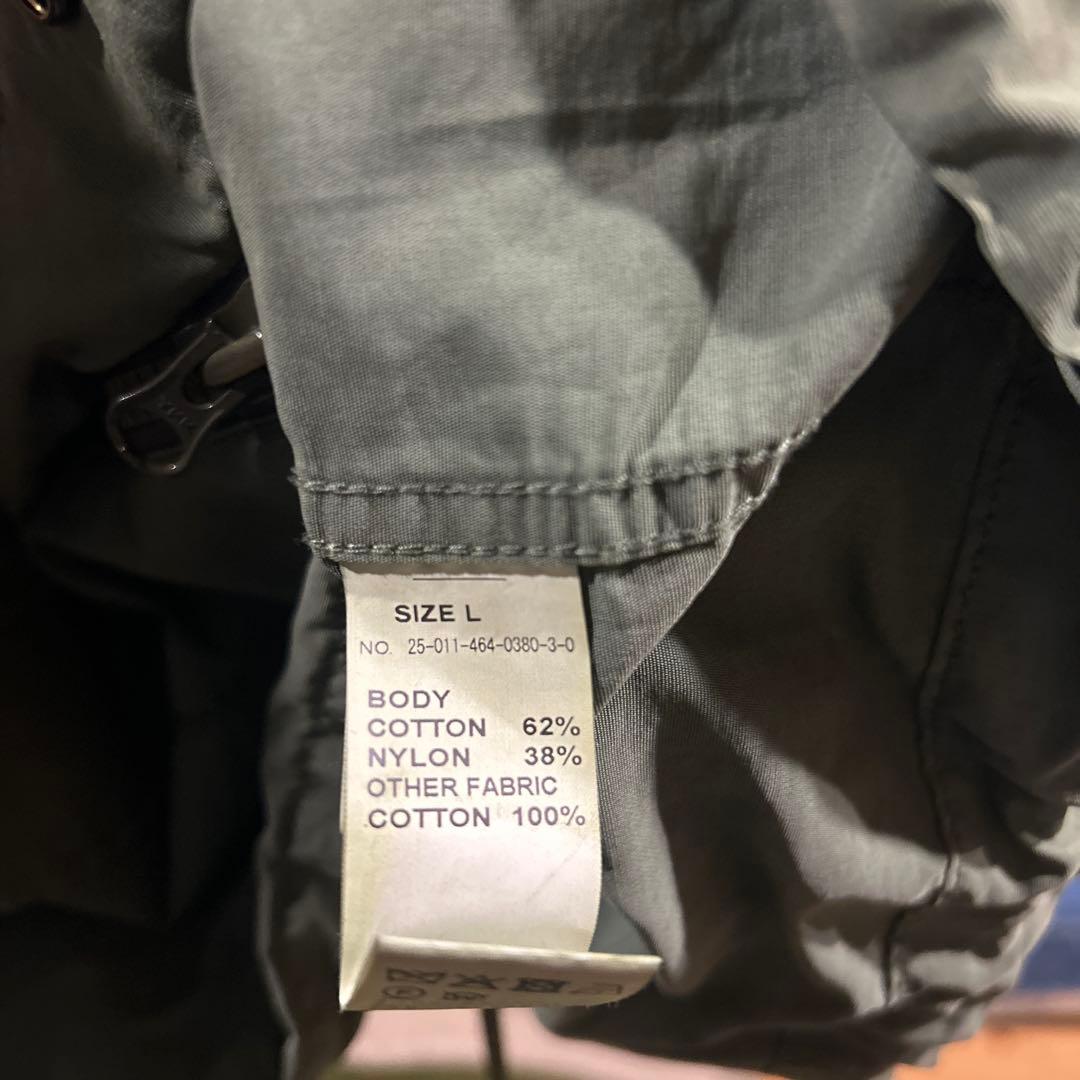 SIZE L
NO. 25-011-464-0380-3-0
BODY
COTTON 62%
NYLON 38%
OTHER FABRIC
COTTON 100%